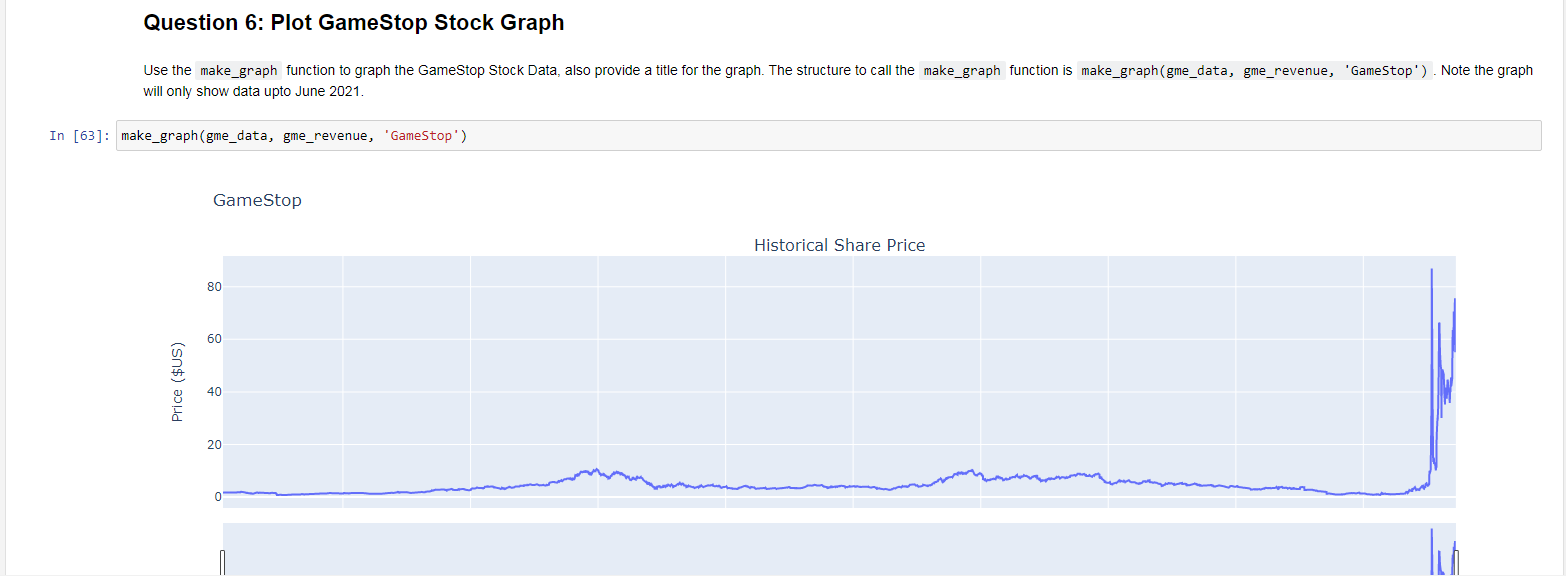 Question 6: Plot GameStop Stock Graph
Use the make_graph function to graph the GameStop Stock Data, also provide a title for the graph. The structure to call the make_graph function is make_graph(gme_data, gme_revenue, 'GameStop'). Note the graph
will only show data upto June 2021.
In [63]: make_graph(gme_data, gme_revenue, 'GameStop')
GameStop
Historical Share Price
Price ($US)
80
60
40
20
0